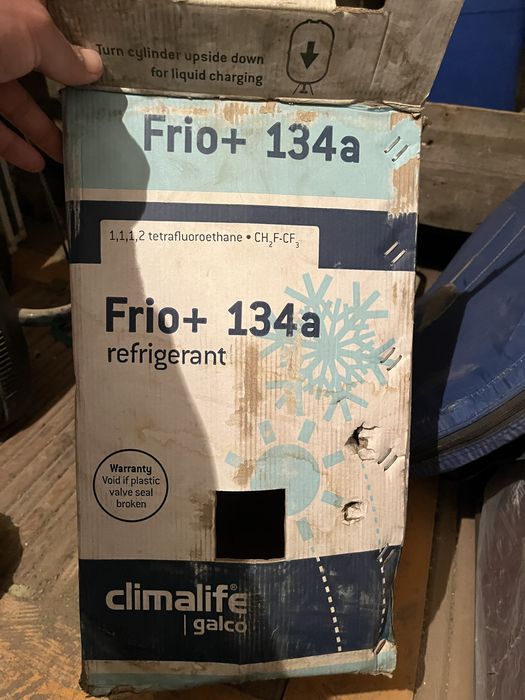 Turn cylinder upside down
for liquid charging
Frio+ 134a
1,1,1,2 tetrafluoroethane • CH₂F-CF₃
Frio+ 134a
refrigerant
Warranty
Void if plastic
valve seal
broken
climalife®
| galco